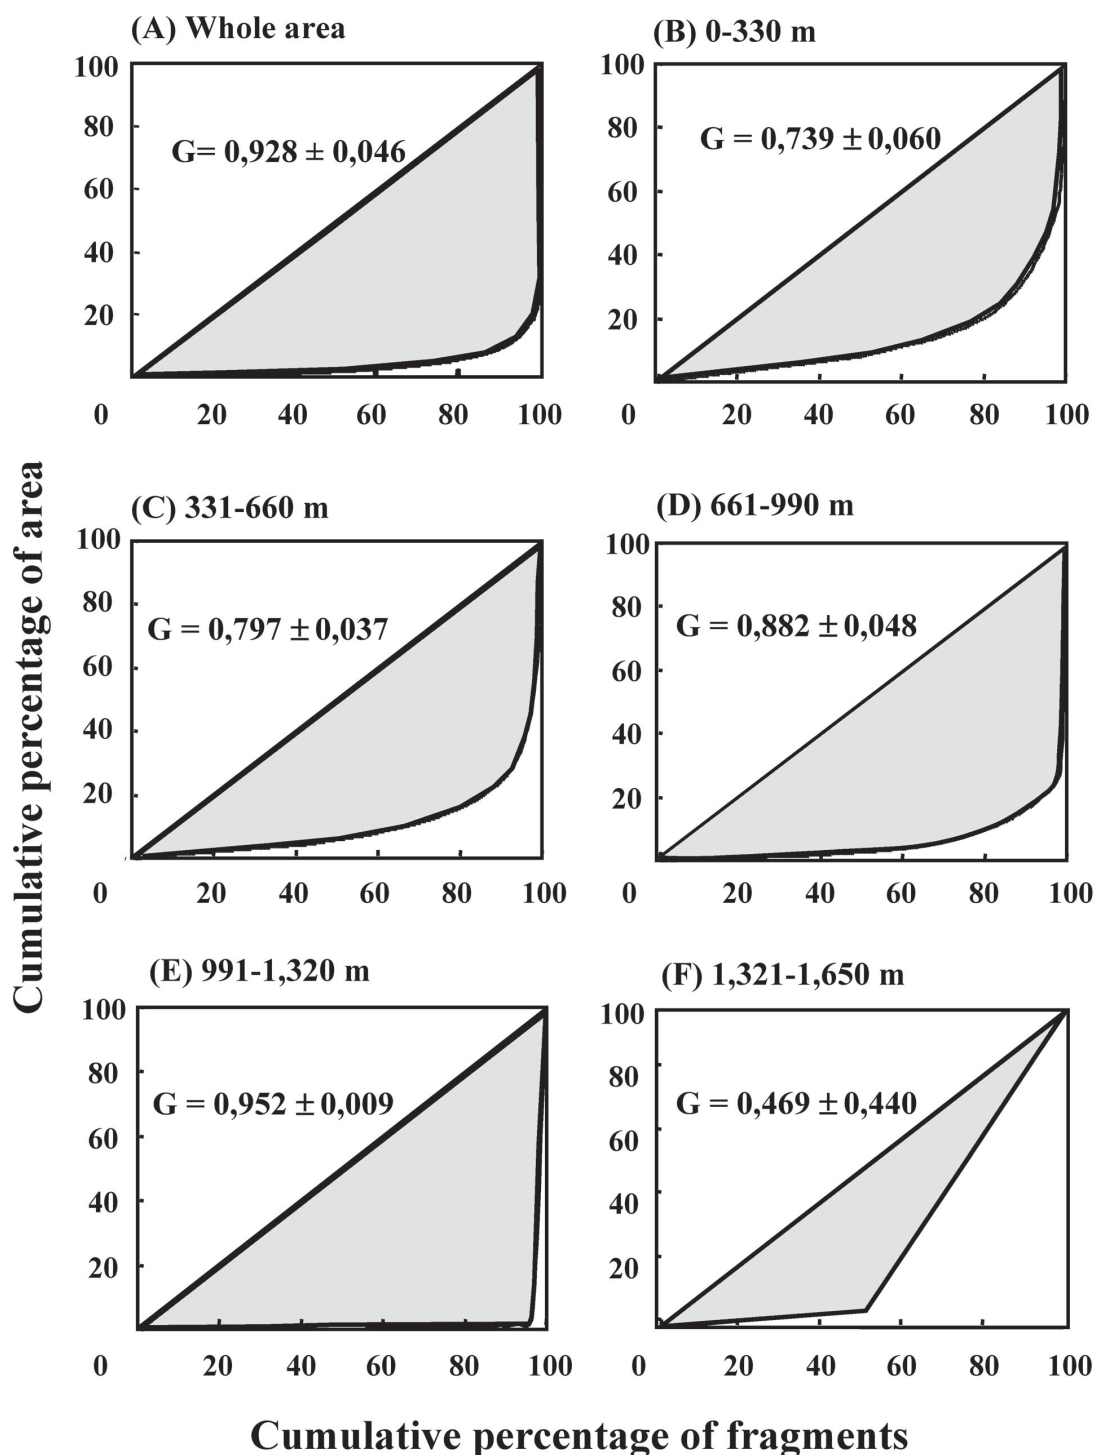 (A) Whole area
100
80
60
40
20
0 20 40 60 80 100
G= 0,928 ± 0,046
(B) 0-330 m
100
80
60
40
20
0 20 40 60 80 100
G = 0,739 ± 0,060
Cumulative percentage of area
(C) 331-660 m
100
80
60
40
20
0 20 40 60 80 100
G = 0,797 ± 0,037
(D) 661-990 m
100
80
60
40
20
0 20 40 60 80 100
G = 0,882 ± 0,048
(E) 991-1,320 m
100
80
60
40
20
0 20 40 60 80 100
G = 0,952 ± 0,009
(F) 1,321-1,650 m
100
80
60
40
20
0 20 40 60 80 100
G = 0,469 ± 0,440
Cumulative percentage of fragments